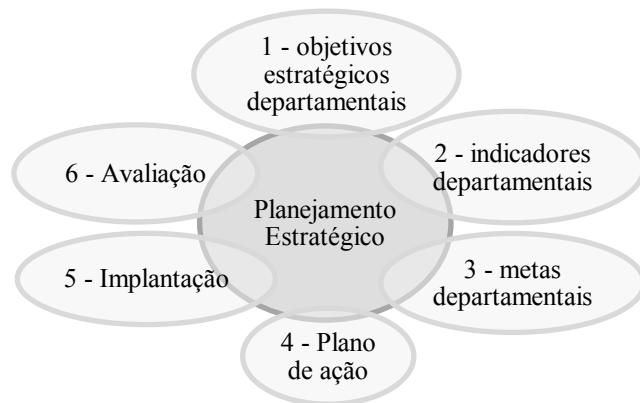 1 - objetivos
estratégicos
departamentais
2 - indicadores
departamentais
3 - metas
departamentais
4 - Plano
de ação
5 - Implantação
6 - Avaliação
Planejamento
Estratégico